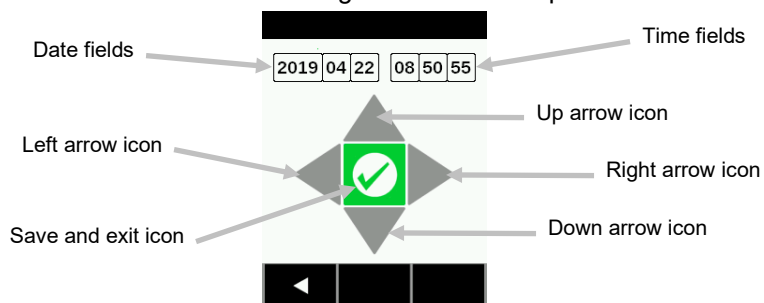 Date fields
Time fields
2019 04 22 08 50 55
Up arrow icon
Left arrow icon
Right arrow icon
Save and exit icon
Down arrow icon